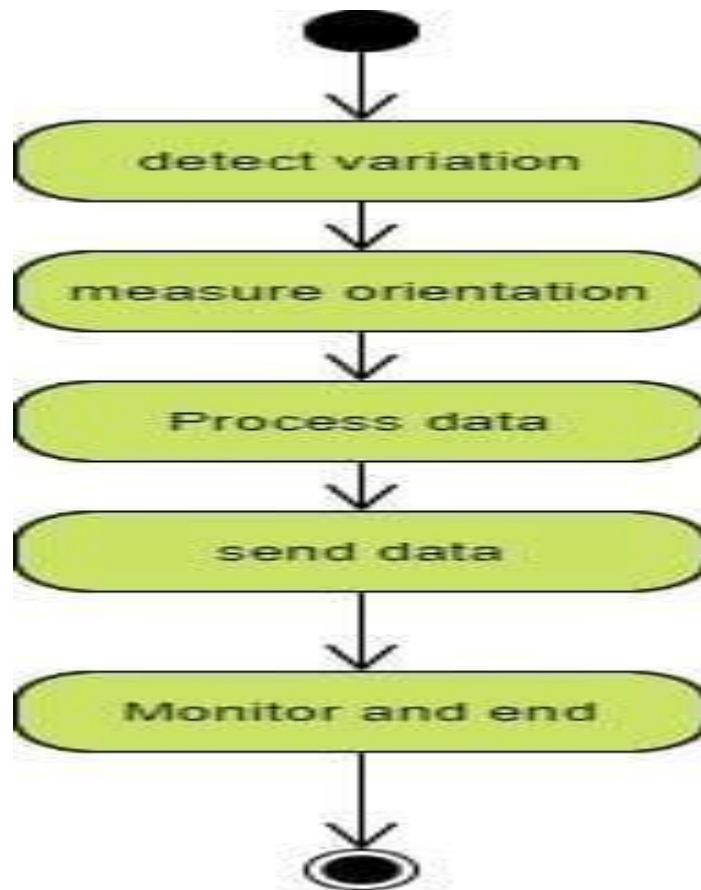 detect variation
measure orientation
Process data
send data
Monitor and end